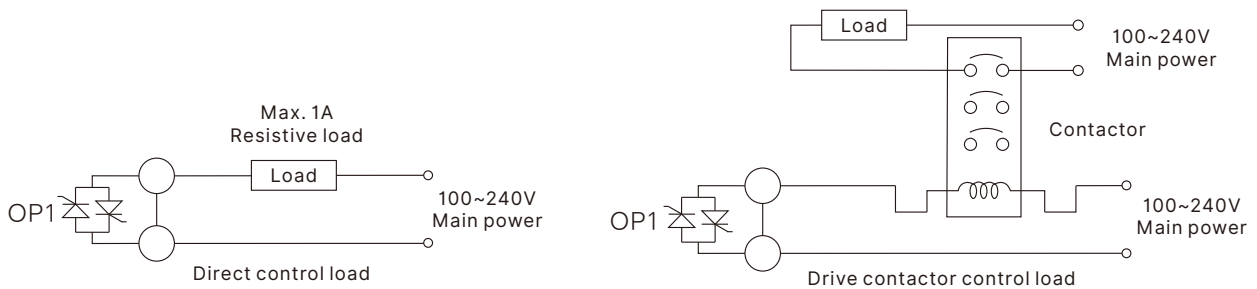 Max. 1A
Resistive load
Load
OP1
100~240V
Main power
Direct control load
Load
100~240V
Main power
Contactor
OP1
100~240V
Main power
Drive contactor control load